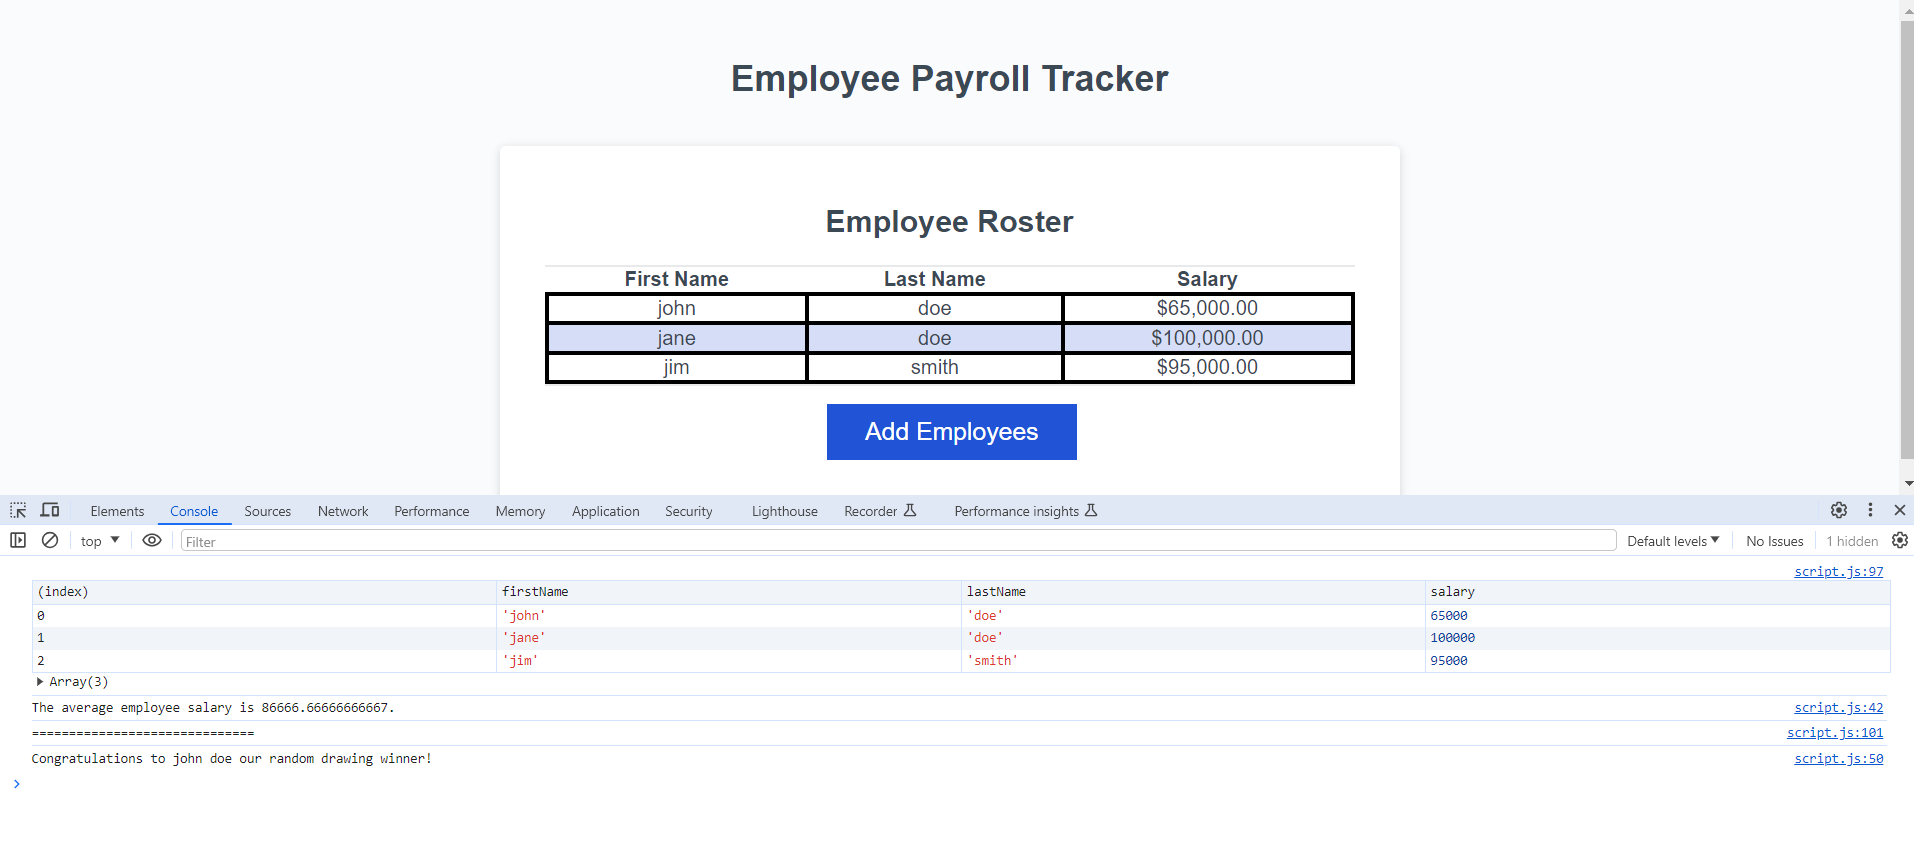 Employee Payroll Tracker
Employee Roster
First Name Last Name Salary
john doe $65,000.00
jane doe $100,000.00
jim smith $95,000.00
Add Employees
Elements Console Sources Network Performance Memory Application Security Lighthouse Recorder Performance insights
top Filter Default levels No Issues 1 hidden
script.js:97
(index) firstName lastName salary
0 'john' 'doe' 65000
1 'jane' 'doe' 100000
2 'jim' 'smith' 95000
Array(3)
The average employee salary is 86666.66666666667. script.js:42
============================== script.js:101
Congratulations to john doe our random drawing winner! script.js:50